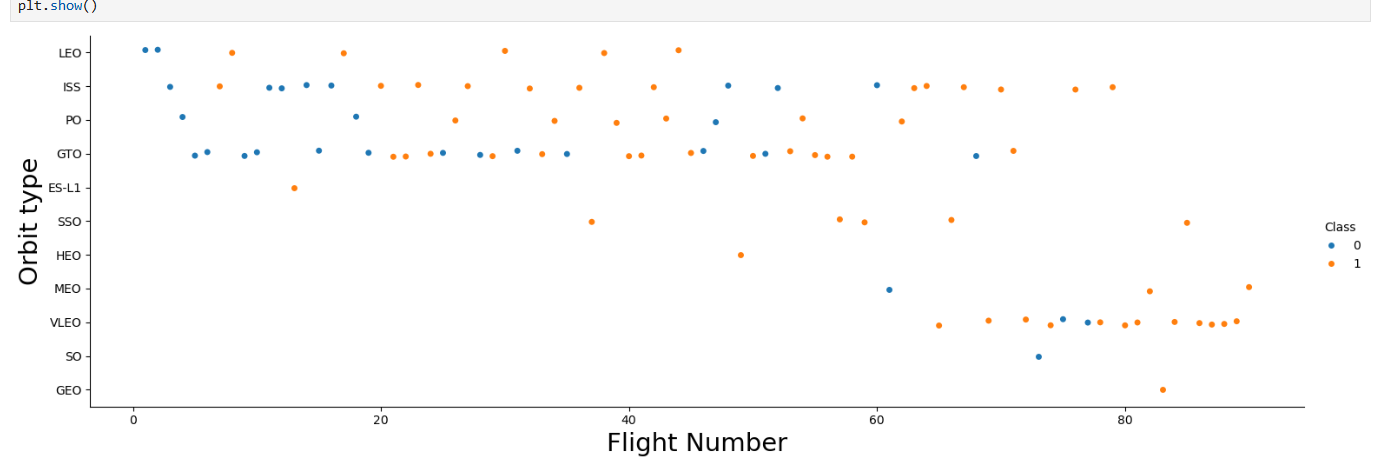 plt.show()
LEO
ISS
PO
GTO
ES-L1
SSO
HEO
MEO
VLEO
SO
GEO
Orbit type
0 20 40 60 80
Flight Number
Class
0
1